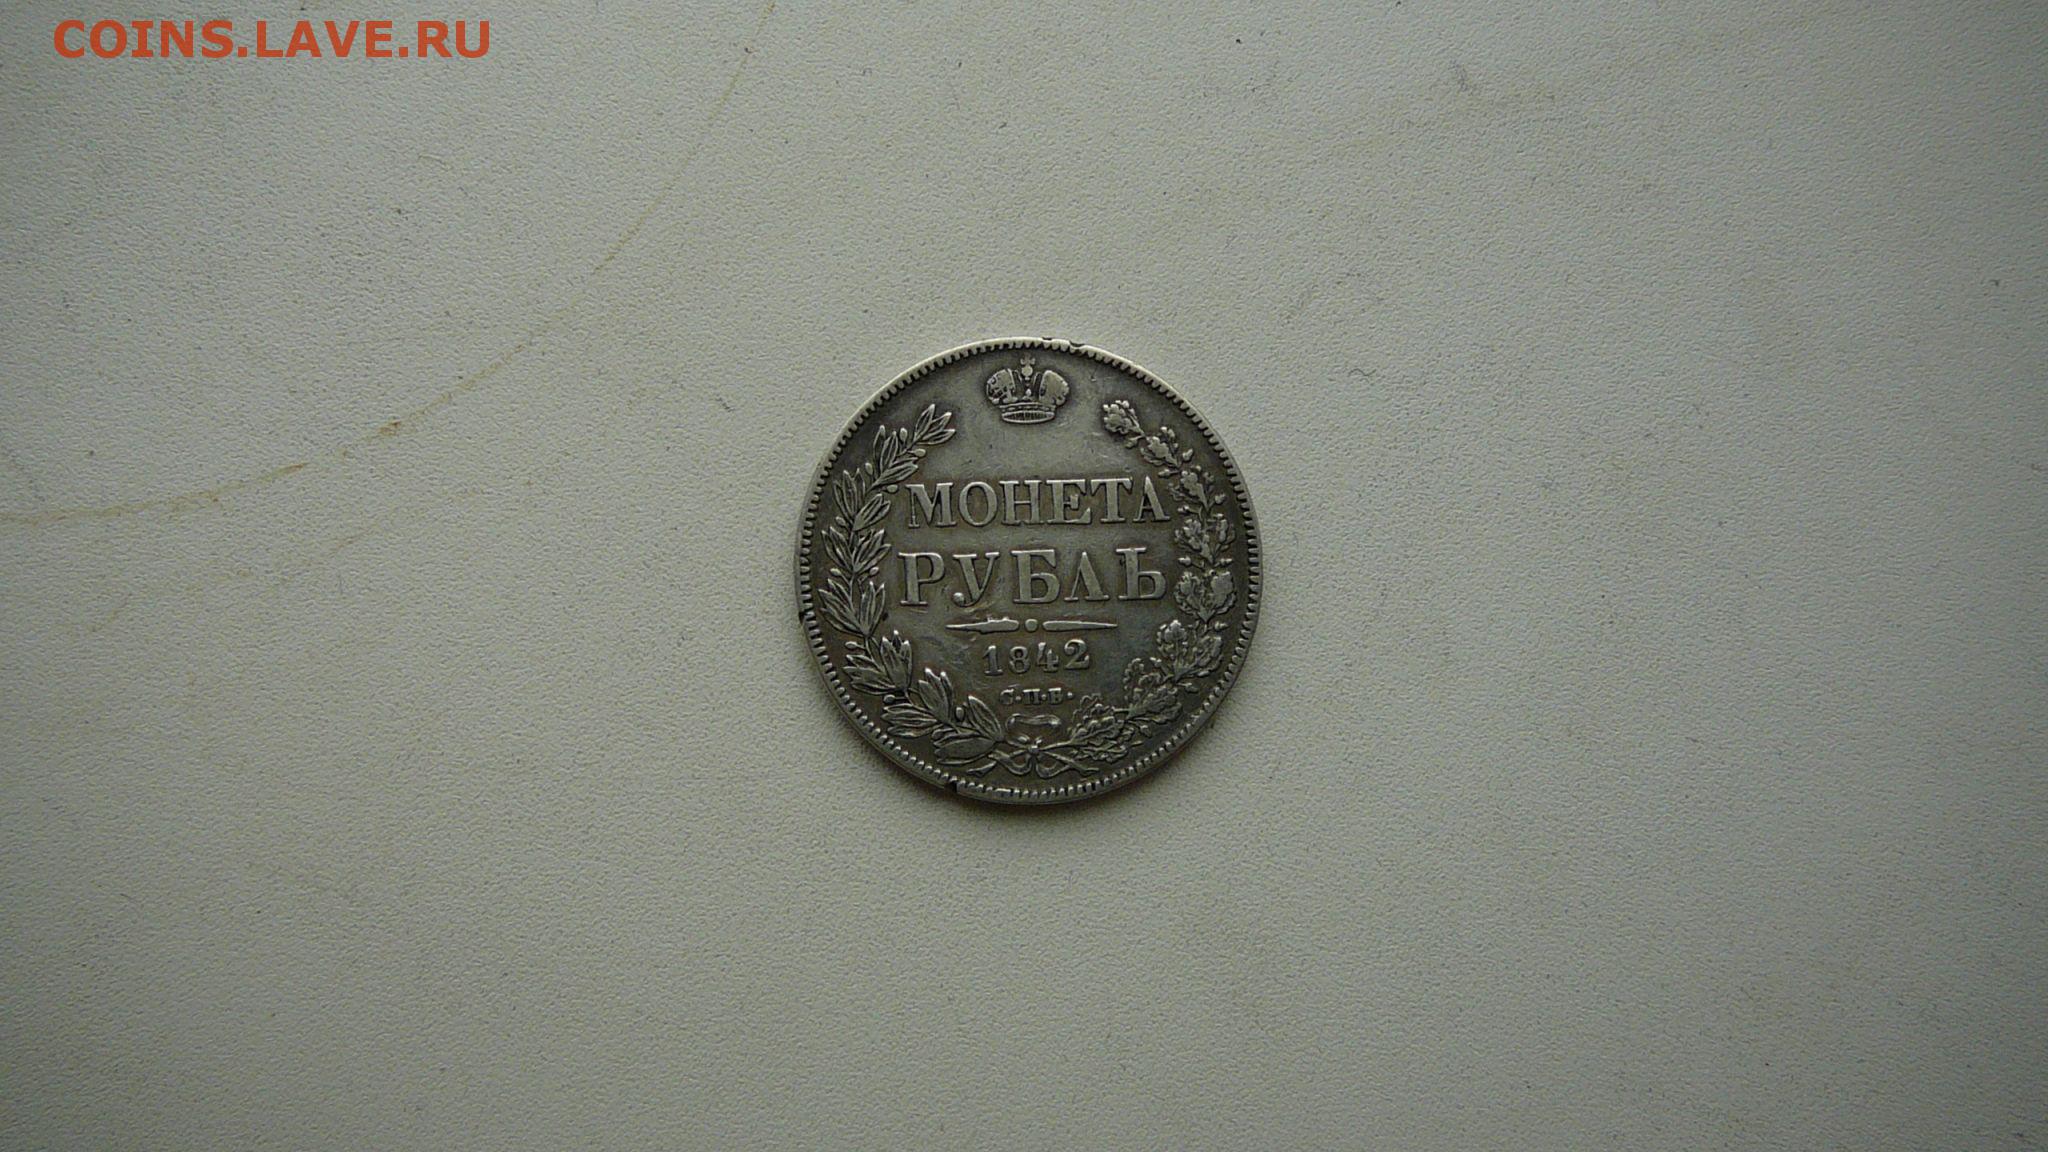 COINS.LAVE.RU
МОНЕТА
РУБЛЬ
1842
С·П·Б·